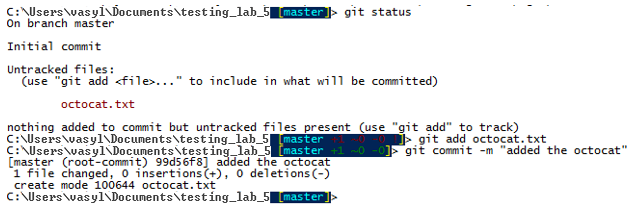 C:\Users\vasyl\Documents\testing_lab_5 [master]> git status
On branch master

Initial commit

Untracked files:
  (use "git add <file>..." to include in what will be committed)

        octocat.txt

nothing added to commit but untracked files present (use "git add" to track)
C:\Users\vasyl\Documents\testing_lab_5 [master +1 ~0 -0 !]> git add octocat.txt
C:\Users\vasyl\Documents\testing_lab_5 [master +1 ~0 -0]> git commit -m "added the octocat"
[master (root-commit) 99d56f8] added the octocat
 1 file changed, 0 insertions(+), 0 deletions(-)
 create mode 100644 octocat.txt
C:\Users\vasyl\Documents\testing_lab_5 [master]>